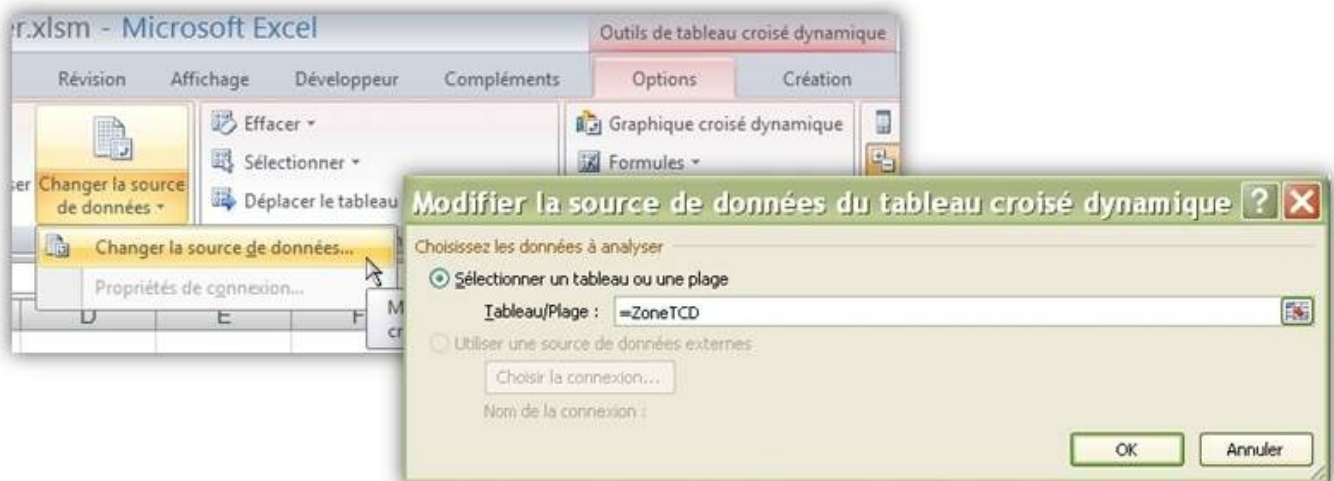 r.xlsm - Microsoft Excel
Outils de tableau croisé dynamique
Révision Affichage Développeur Compléments Options Création
Changer la source de données
Effacer
Sélectionner
Déplacer le tableau
Graphique croisé dynamique
Formules
Changer la source de données...
Propriétés de connexion...
D E F
Modifier la source de données du tableau croisé dynamique
Choisissez les données à analyser
Sélectionner un tableau ou une plage
Tableau/Plage : =ZoneTCD
Utiliser une source de données externes
Choisir la connexion...
Nom de la connexion :
OK Annuler